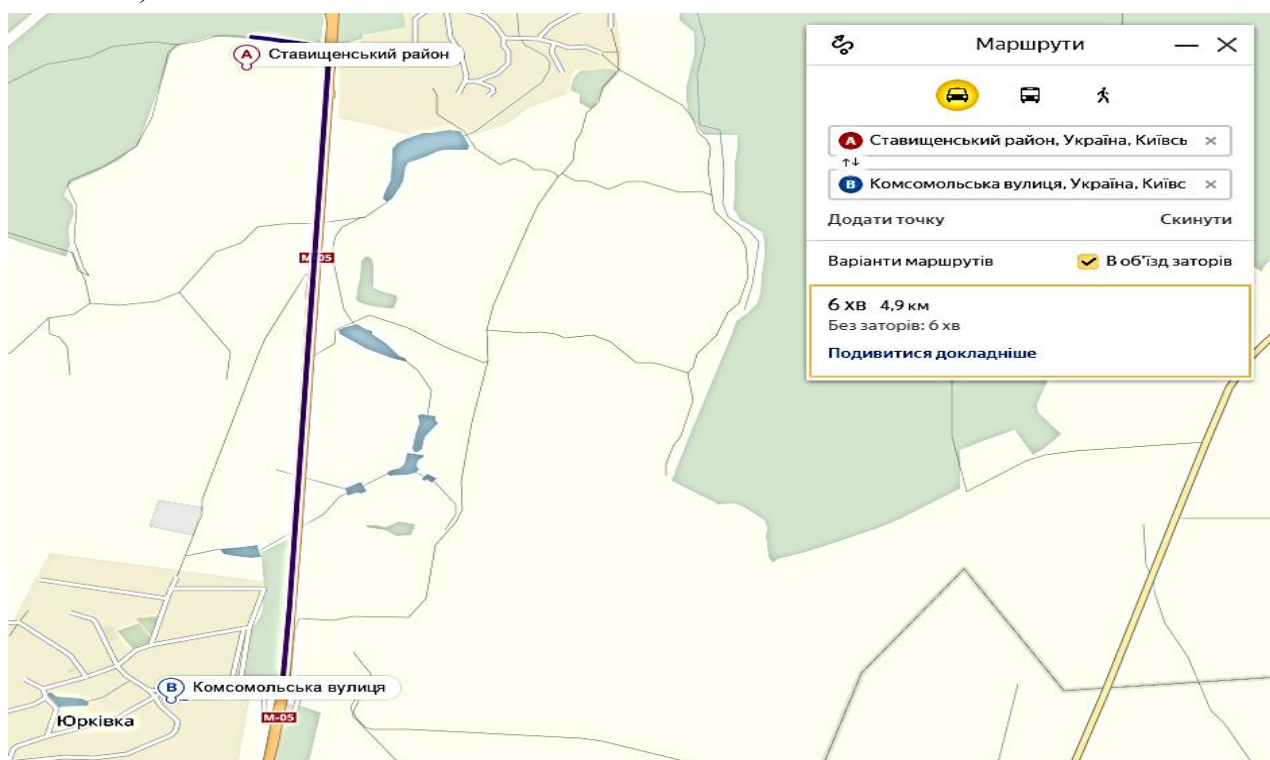 А Ставищенський район
М-05
В Комсомольська вулиця
Юрківка
М-05
Маршрути
А Ставищенський район, Україна, Київсь
В Комсомольська вулиця, Україна, Київс
Додати точку Скинути
Варіанти маршрутів В об'їзд заторів
6 хв 4,9 км
Без заторів: 6 хв
Подивитися докладніше